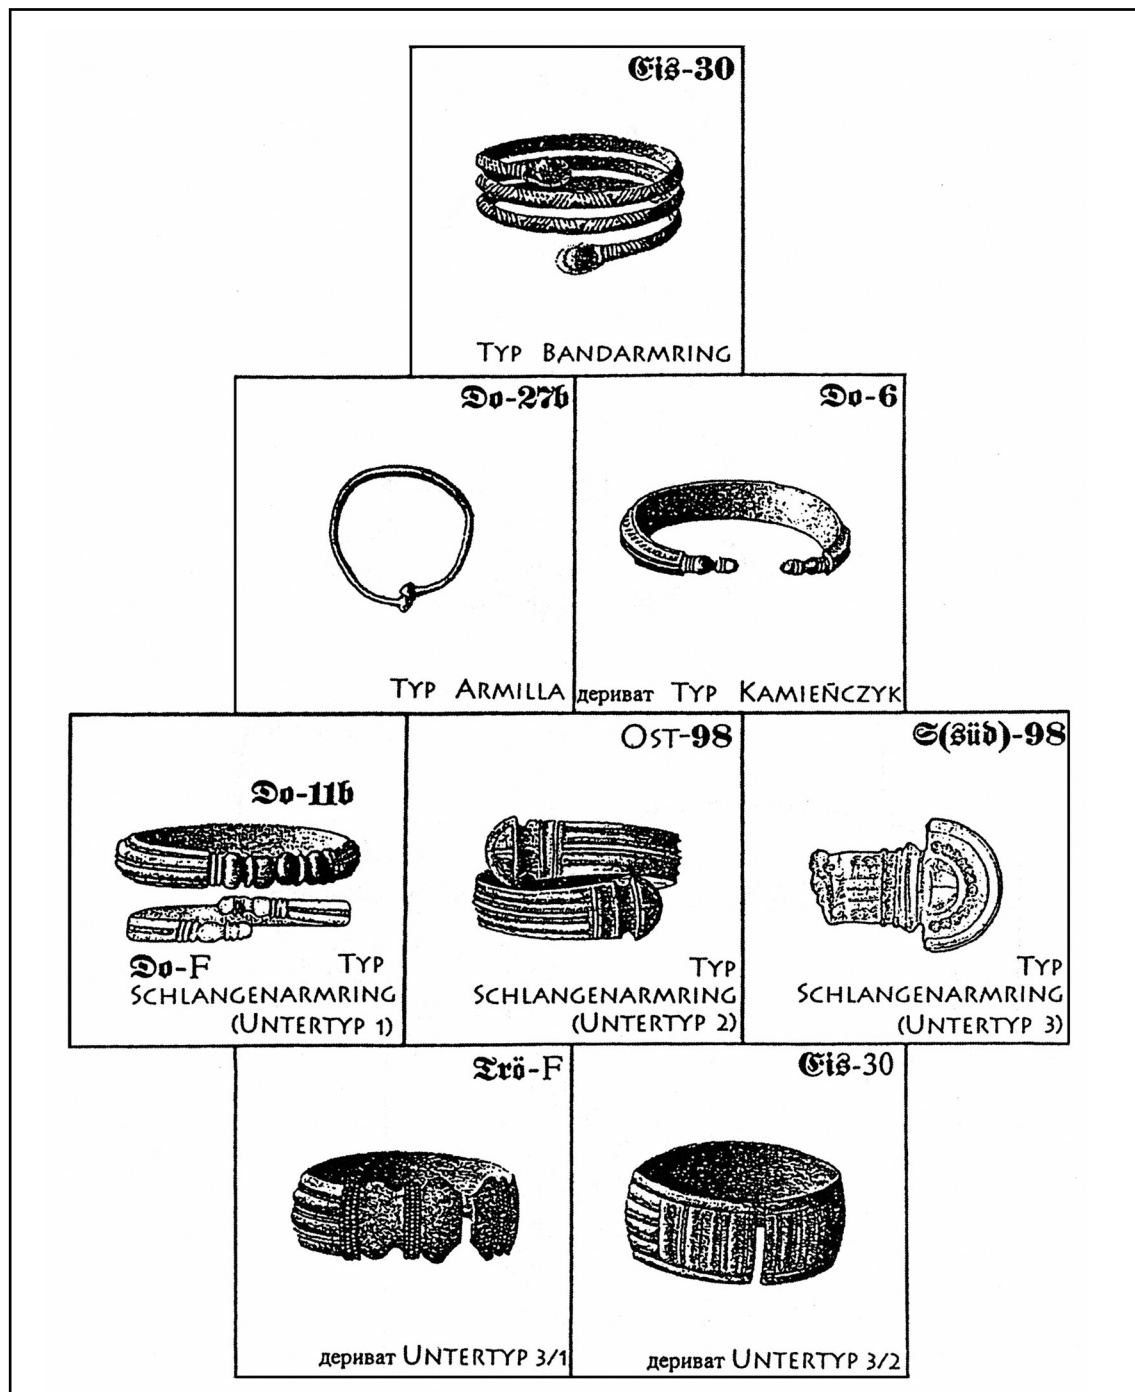 Eis-30
Typ Bandarmring
Do-27b
Typ Armilla
Do-6
дериват Typ Kamieńczyk
Do-11b
Do-F Typ
Schlangenarmring
(Untertyp 1)
Ost-98
Typ
Schlangenarmring
(Untertyp 2)
S(süd)-98
Typ
Schlangenarmring
(Untertyp 3)
Trö-F
дериват Untertyp 3/1
Eis-30
дериват Untertyp 3/2